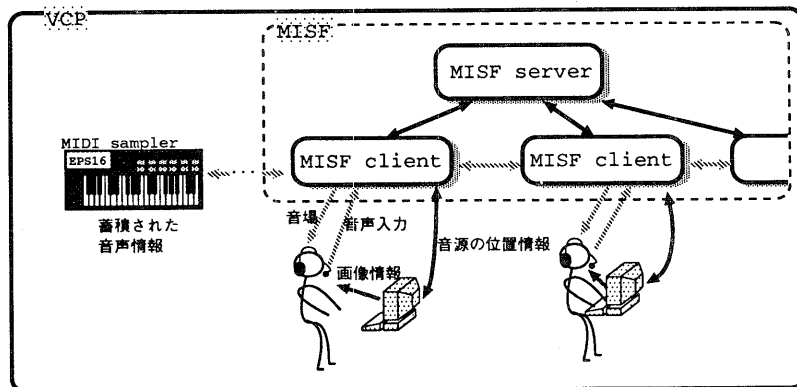 VCP
MISF
MISF server
MIDI sampler
EPS16
MISF client
MISF client
蓄積された
音声情報
音場
音声入力
音源の位置情報
画像情報